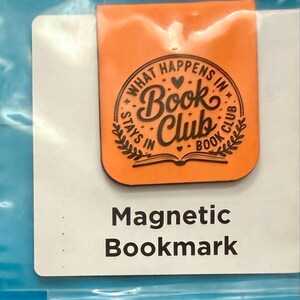 WHAT HAPPENS IN
Book
Club
STAYS IN BOOK CLUB
Magnetic
Bookmark